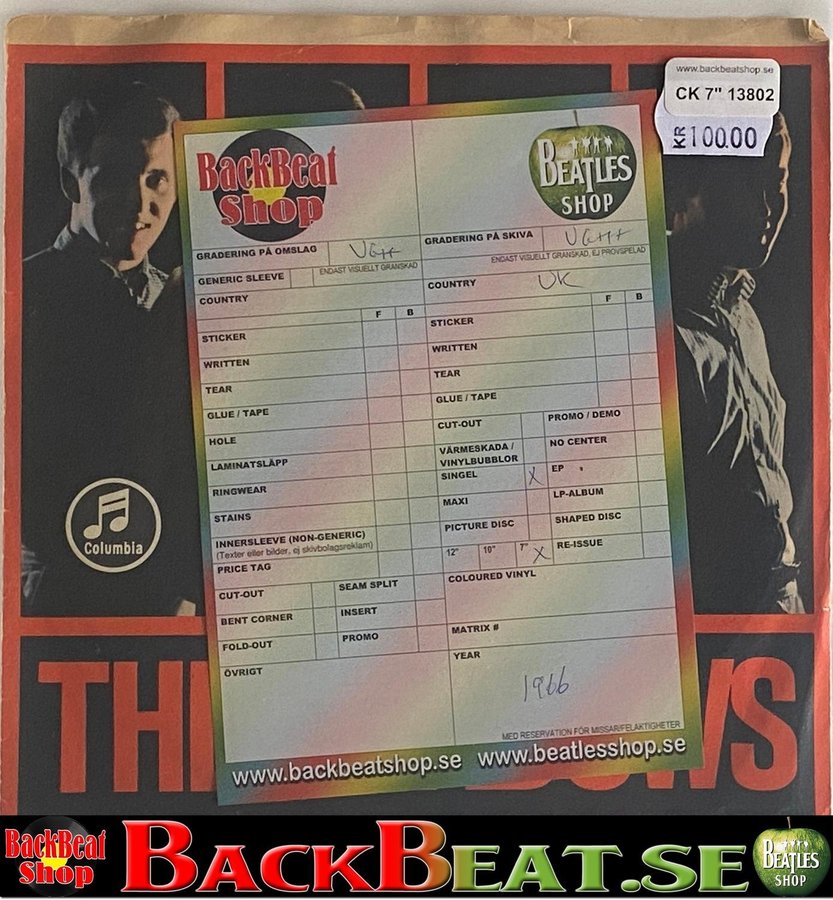 www.backbeatshop.se
CK 7" 13802
KR 100.00
BackBeat
Shop
BEATLES
SHOP
GRADERING PÅ OMSLAG VG++
ENDAST VISUELLT GRANSKAD
GENERIC SLEEVE
COUNTRY
F B
STICKER
WRITTEN
TEAR
GLUE / TAPE
HOLE
LAMINATSLÄPP
RINGWEAR
STAINS
INNERSLEEVE (NON-GENERIC)
(Texter eller bilder, ej skivbolagsreklam)
PRICE TAG
CUT-OUT SEAM SPLIT
BENT CORNER INSERT
FOLD-OUT PROMO
ÖVRIGT
GRADERING PÅ SKIVA VG++
ENDAST VISUELLT GRANSKAD, EJ PROVSPELAD
COUNTRY UK
F B
STICKER
WRITTEN
TEAR
GLUE / TAPE
CUT-OUT PROMO / DEMO
VÄRMESKADA /
VINYLBUBBLOR NO CENTER
SINGEL X EP
MAXI LP-ALBUM
PICTURE DISC SHAPED DISC
12" 10" 7" X RE-ISSUE
COLOURED VINYL
MATRIX #
YEAR
1966
MED RESERVATION FÖR MISSAR/FELAKTIGHETER
www.backbeatshop.se www.beatlesshop.se
Columbia
TH OWS
BackBeat
Shop
BACKBEAT.SE
BEATLES
SHOP